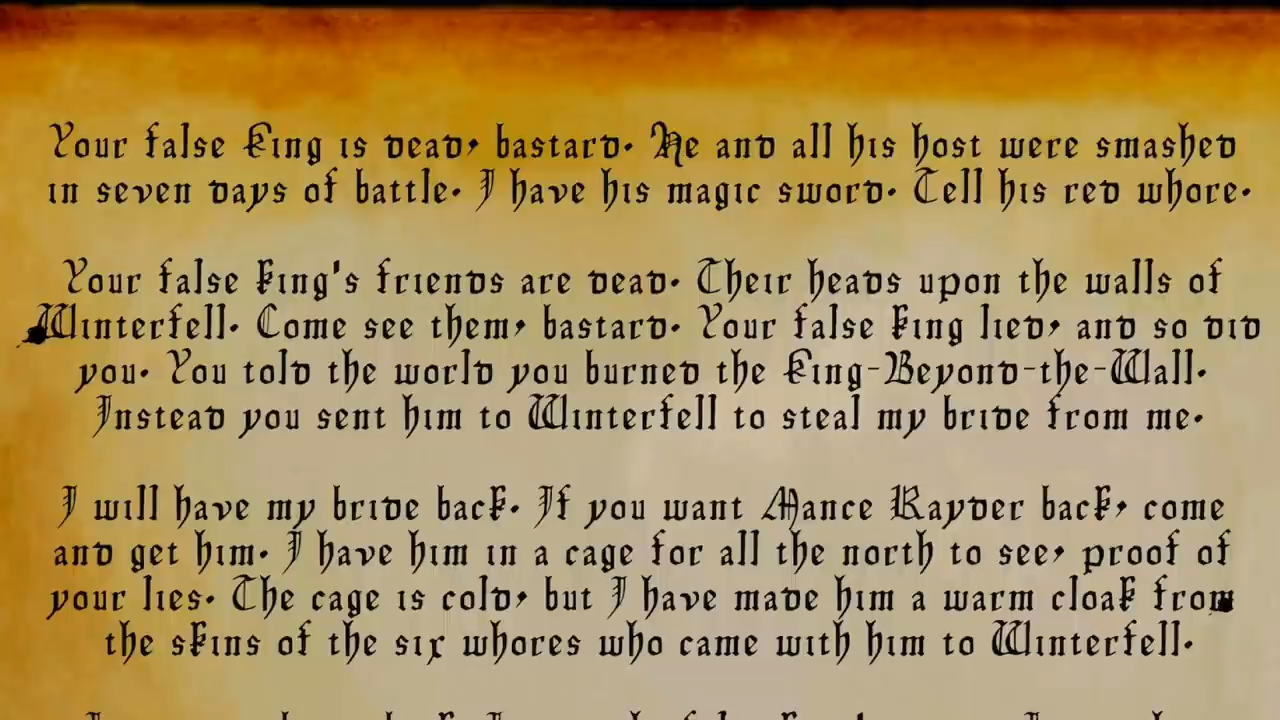 Your false king is dead, bastard. He and all his host were smashed
in seven days of battle. I have his magic sword. Tell his red whore.
Your false king's friends are dead. Their heads upon the walls of
Winterfell. Come see them, bastard. Your false king lied, and so did
you. You told the world you burned the King-Beyond-the-Wall.
Instead you sent him to Winterfell to steal my bride from me.
I will have my bride back. If you want Mance Rayder back, come
and get him. I have him in a cage for all the north to see, proof of
your lies. The cage is cold, but I have made him a warm cloak from
the skins of the six whores who came with him to Winterfell.